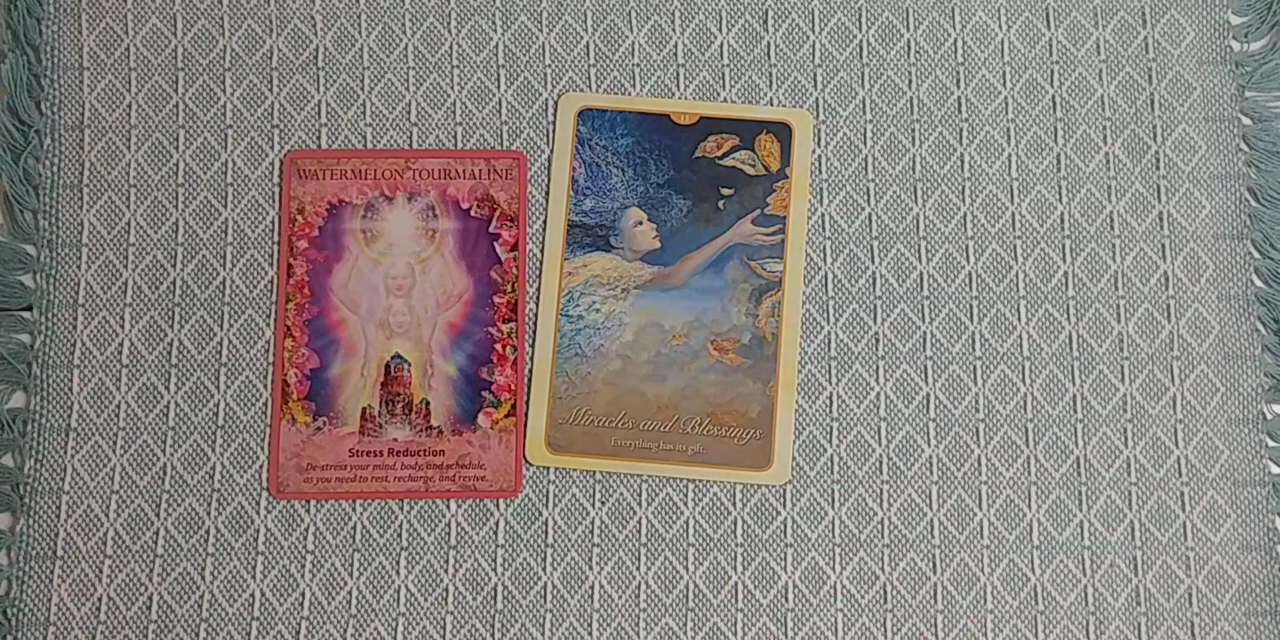 WATERMELON TOURMALINE
Stress Reduction
De-stress your mind, body, and schedule,
as you need to rest, recharge, and revive.
11
Miracles and Blessings
Everything has its gift.